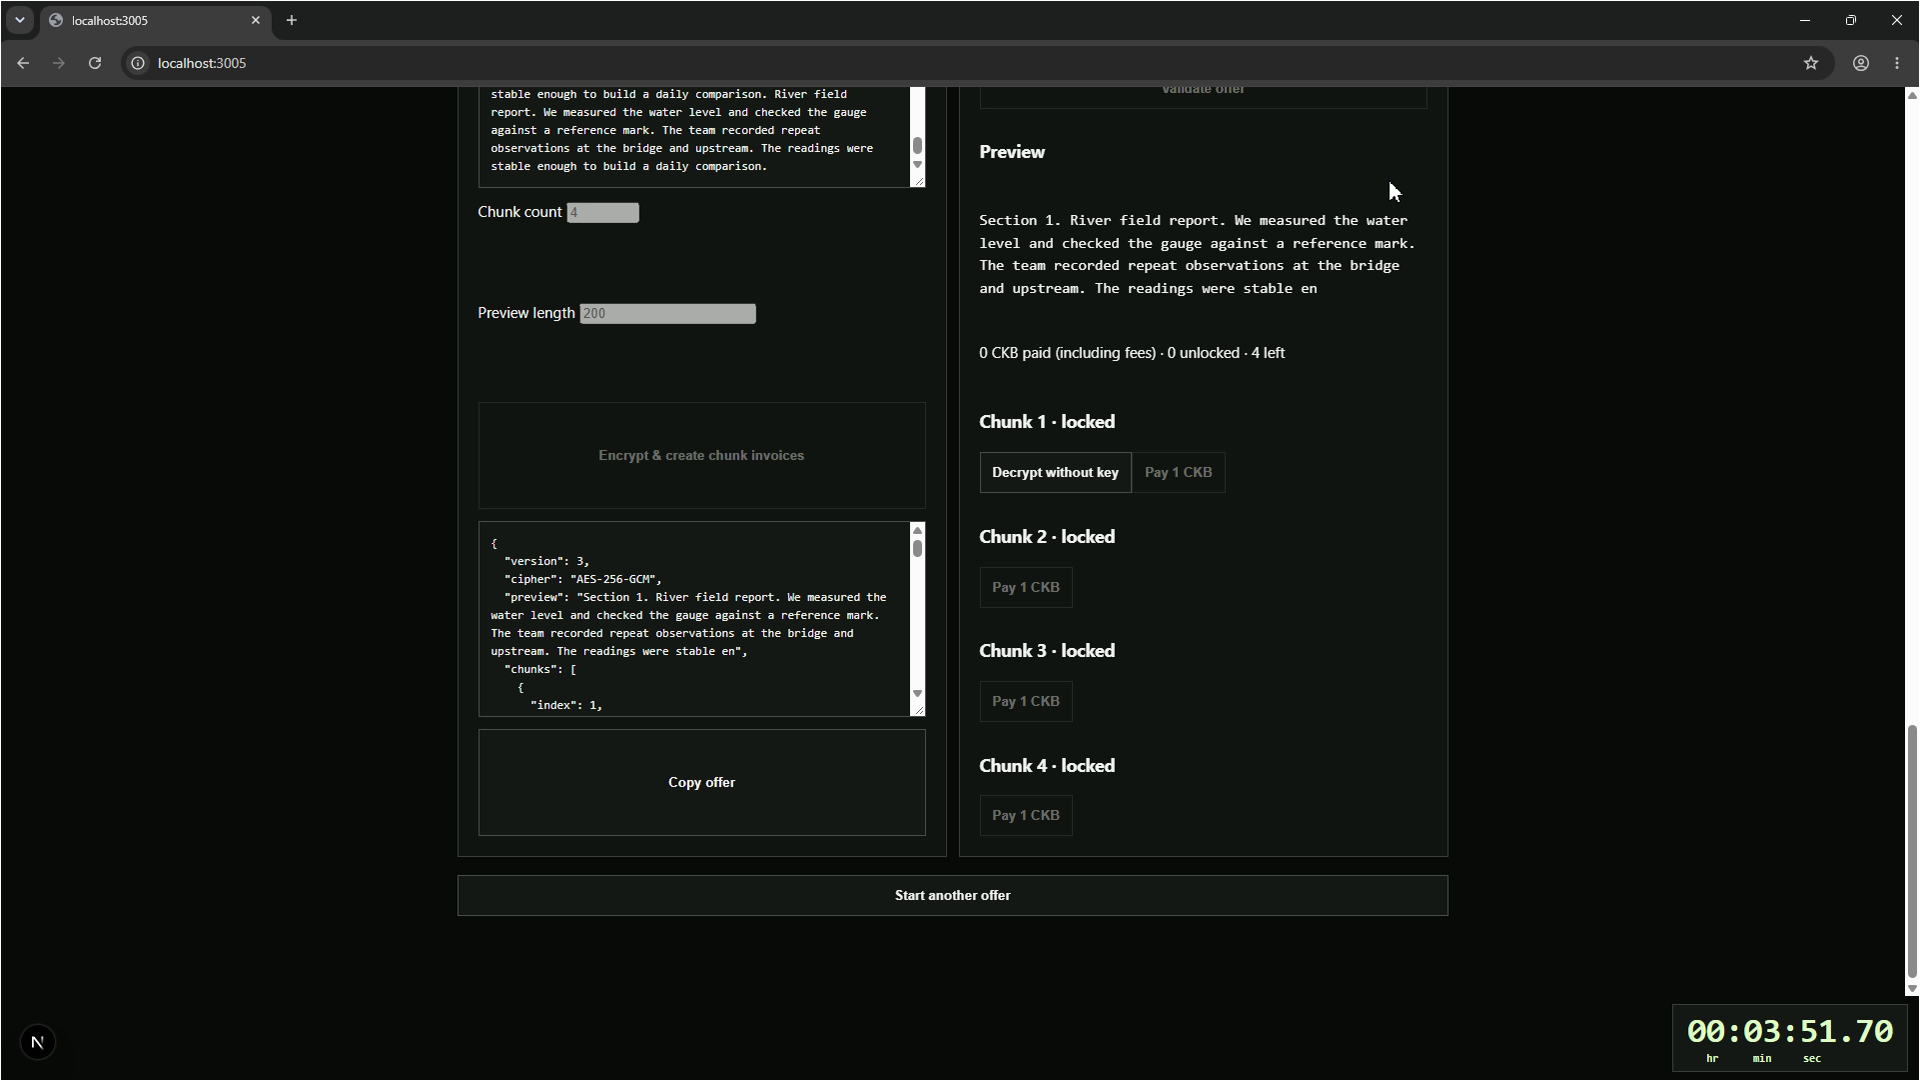 localhost:3005
localhost:3005
stable enough to build a daily comparison. River field
report. We measured the water level and checked the gauge
against a reference mark. The team recorded repeat
observations at the bridge and upstream. The readings were
stable enough to build a daily comparison.
Chunk count 4
Preview length 200
Encrypt & create chunk invoices
{
"version": 3,
"cipher": "AES-256-GCM",
"preview": "Section 1. River field report. We measured the
water level and checked the gauge against a reference mark.
The team recorded repeat observations at the bridge and
upstream. The readings were stable en",
"chunks": [
{
"index": 1,
Copy offer
Validate offer
Preview
Section 1. River field report. We measured the water
level and checked the gauge against a reference mark.
The team recorded repeat observations at the bridge
and upstream. The readings were stable en
0 CKB paid (including fees) · 0 unlocked · 4 left
Chunk 1 · locked
Decrypt without key Pay 1 CKB
Chunk 2 · locked
Pay 1 CKB
Chunk 3 · locked
Pay 1 CKB
Chunk 4 · locked
Pay 1 CKB
Start another offer
N
00:03:51.70
hr min sec